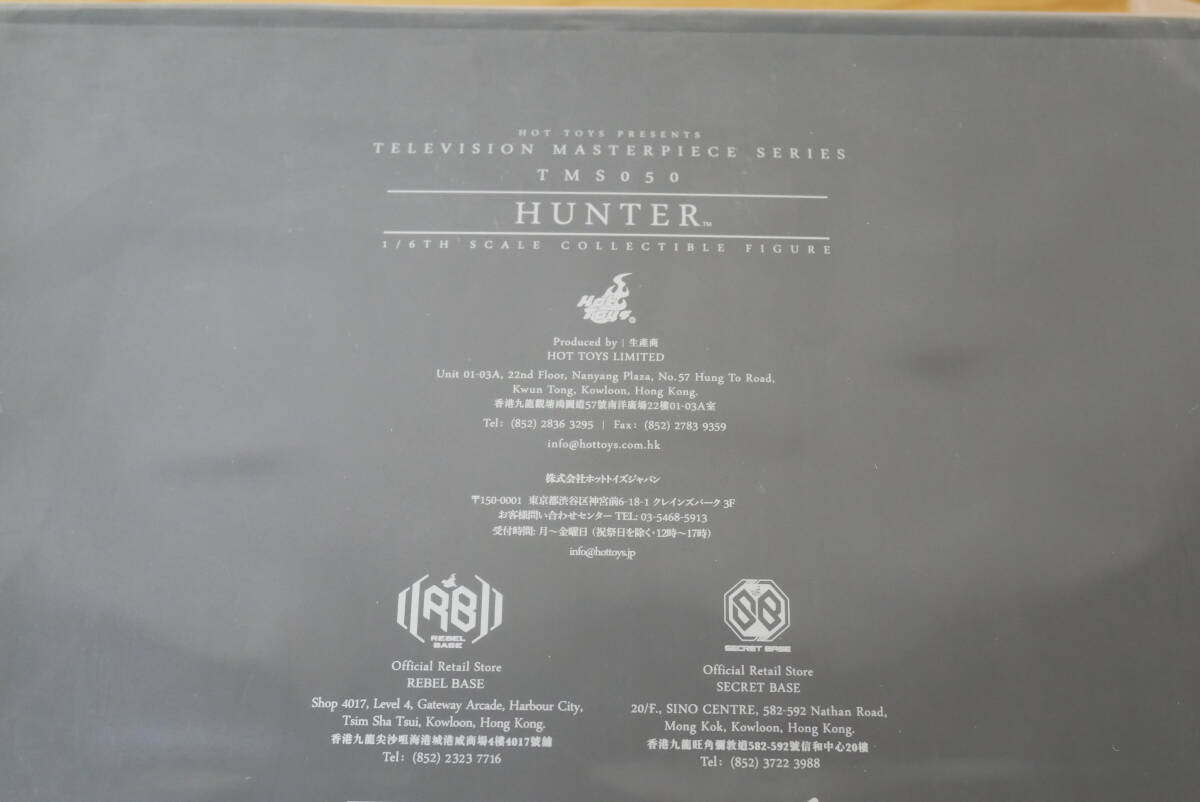 HOT TOYS PRESENTS
TELEVISION MASTERPIECE SERIES
TMS050
HUNTER™
1/6TH SCALE COLLECTIBLE FIGURE
Hot
Toys®
Produced by | 生產商
HOT TOYS LIMITED
Unit 01-03A, 22nd Floor, Nanyang Plaza, No.57 Hung To Road,
Kwun Tong, Kowloon, Hong Kong.
香港九龍觀塘鴻圖道57號南洋廣場22樓01-03A室
Tel: (852) 2836 3295 | Fax: (852) 2783 9359
info@hottoys.com.hk
株式会社ホットトイズジャパン
〒150-0001 東京都渋谷区神宮前6-18-1 クレインズパーク 3F
お客様問い合わせセンター TEL: 03-5468-5913
受付時間: 月〜金曜日 (祝祭日を除く・12時〜17時)
info@hottoys.jp
RB
REBEL
BASE
Official Retail Store
REBEL BASE
Shop 4017, Level 4, Gateway Arcade, Harbour City,
Tsim Sha Tsui, Kowloon, Hong Kong.
香港九龍尖沙咀海港城港威商場4樓4017號舖
Tel: (852) 2323 7716
SB
SECRET BASE
Official Retail Store
SECRET BASE
20/F., SINO CENTRE, 582-592 Nathan Road,
Mong Kok, Kowloon, Hong Kong.
香港九龍旺角彌敦道582-592號信和中心20樓
Tel: (852) 3722 3988